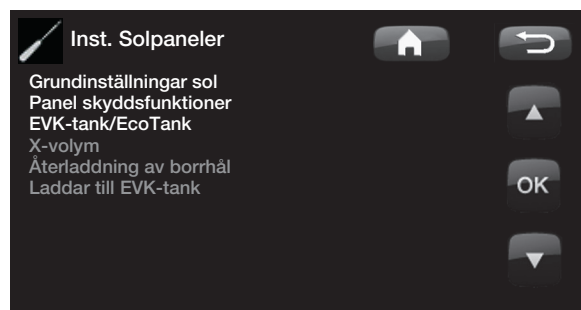 Inst. Solpaneler
Grundinställningar sol
Panel skyddsfunktioner
EVK-tank/EcoTank
X-volym
Återladdning av borrhål
Laddar till EVK-tank
OK